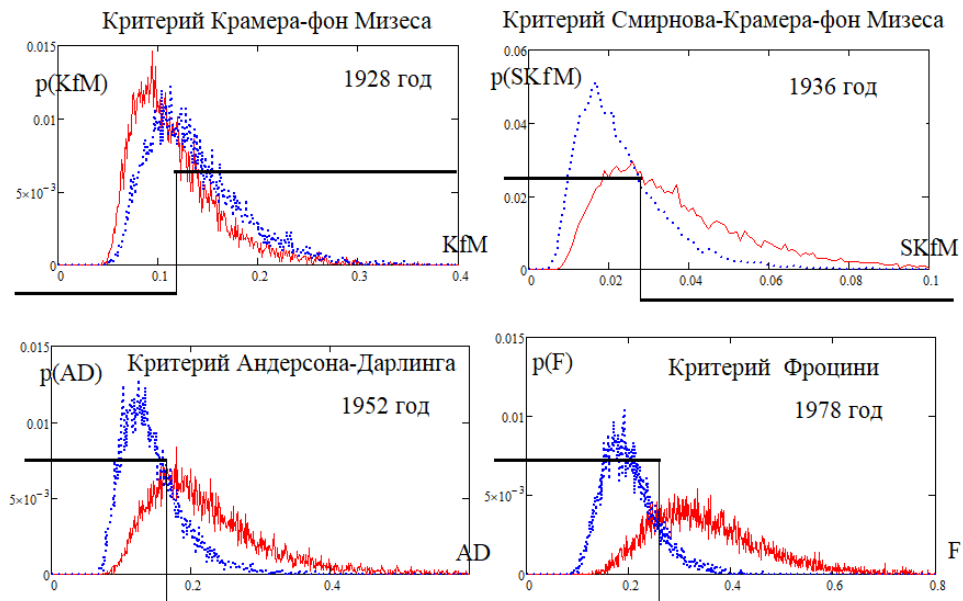 Критерий Крамера-фон Мизеса
0.015
p(KfM)
1928 год
0.01
5×10⁻³
KfM
0
0 0.1 0.2 0.3 0.4
Критерий Смирнова-Крамера-фон Мизеса
0.06
p(SKfM)
1936 год
0.04
0.02
SKfM
0
0 0.02 0.04 0.06 0.08 0.1
0.015
Критерий Андерсона-Дарлинга
p(AD)
1952 год
0.01
5×10⁻³
AD
0
0 0.2 0.4
0.015
p(F)
Критерий Фроцини
1978 год
0.01
5×10⁻³
F
0
0 0.2 0.4 0.6 0.8